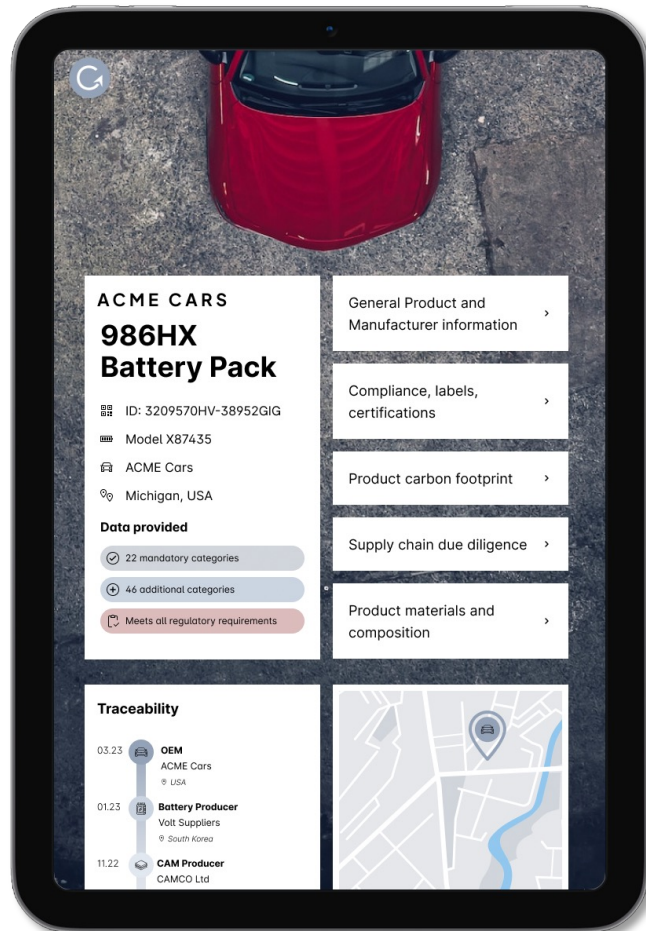 ACME CARS
986HX
Battery Pack
ID: 3209570HV-38952GIG
Model X87435
ACME Cars
Michigan, USA
Data provided
22 mandatory categories
46 additional categories
Meets all regulatory requirements
General Product and
Manufacturer information
Compliance, labels,
certifications
Product carbon footprint
Supply chain due diligence
Product materials and
composition
Traceability
03.23
OEM
ACME Cars
USA
01.23
Battery Producer
Volt Suppliers
South Korea
11.22
CAM Producer
CAMCO Ltd